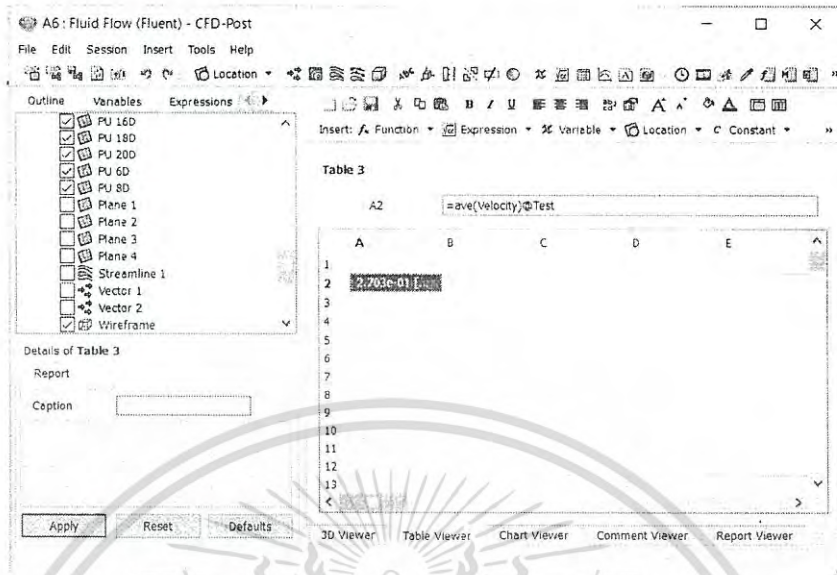 A6 : Fluid Flow (Fluent) - CFD-Post
File Edit Session Insert Tools Help
Location
Outline Variables Expressions
PU 16D
PU 18D
PU 20D
PU 6D
PU 8D
Plane 1
Plane 2
Plane 3
Plane 4
Streamline 1
Vector 1
Vector 2
Wireframe
Details of Table 3
Report
Caption
Apply Reset Defaults
B I U
Insert: Function Expression Variable Location c Constant
Table 3
A2 =ave(Velocity)@Test
A B C D E
1
2 2.703e-01 [...
3
4
5
6
7
8
9
10
11
12
13
3D Viewer Table Viewer Chart Viewer Comment Viewer Report Viewer